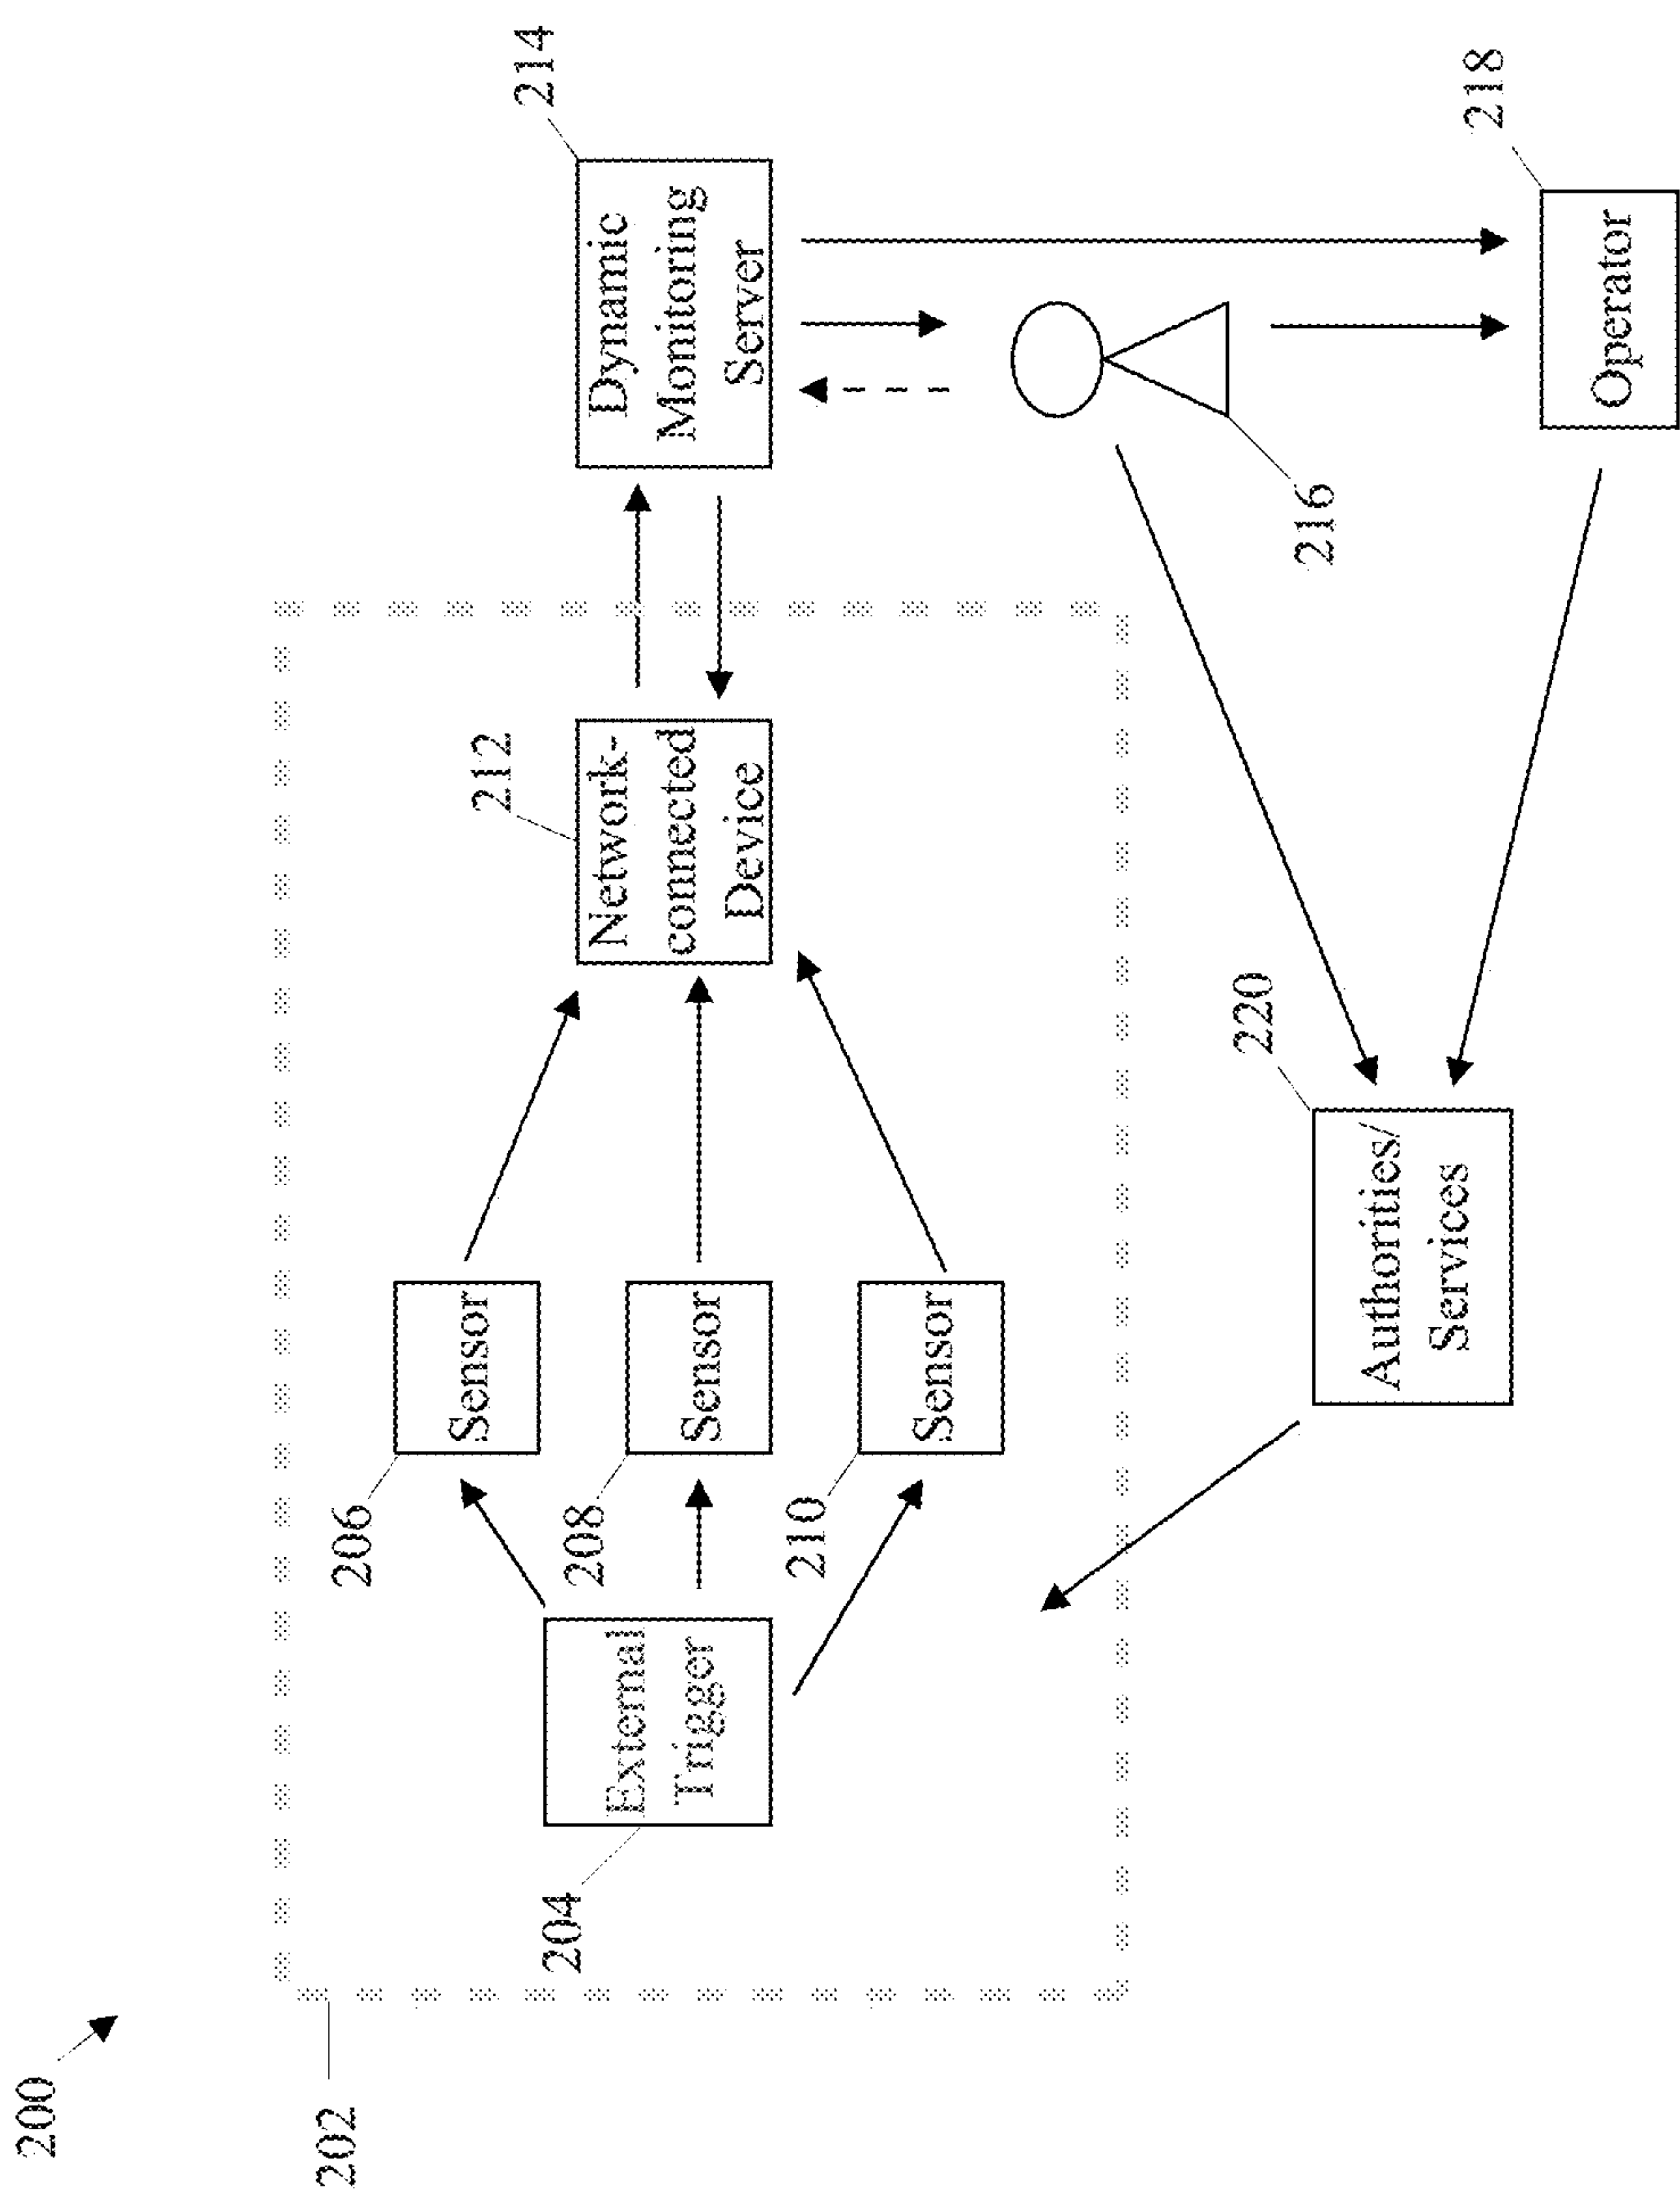 200
202
204
External
Trigger
206
Sensor
208
Sensor
210
Sensor
212
Network-
connected
Device
214
Dynamic
Monitoring
Server
216
218
Operator
220
Authorities/
Services